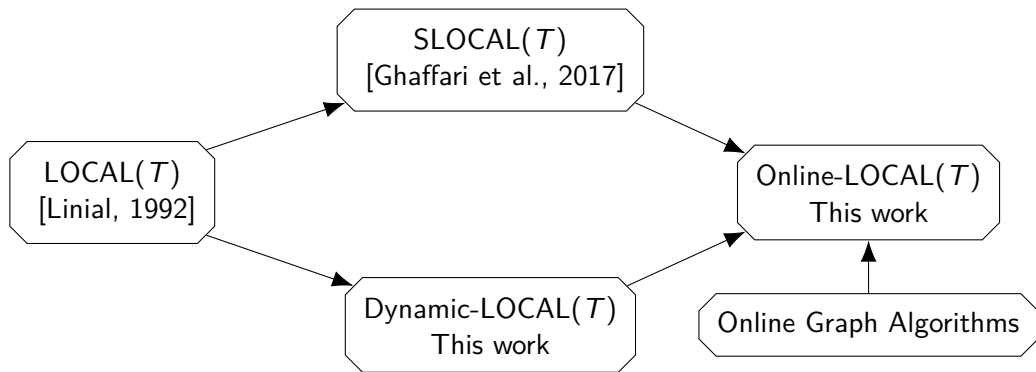 SLOCAL(T)
[Ghaffari et al., 2017]
LOCAL(T)
[Linial, 1992]
Online-LOCAL(T)
This work
Dynamic-LOCAL(T)
This work
Online Graph Algorithms